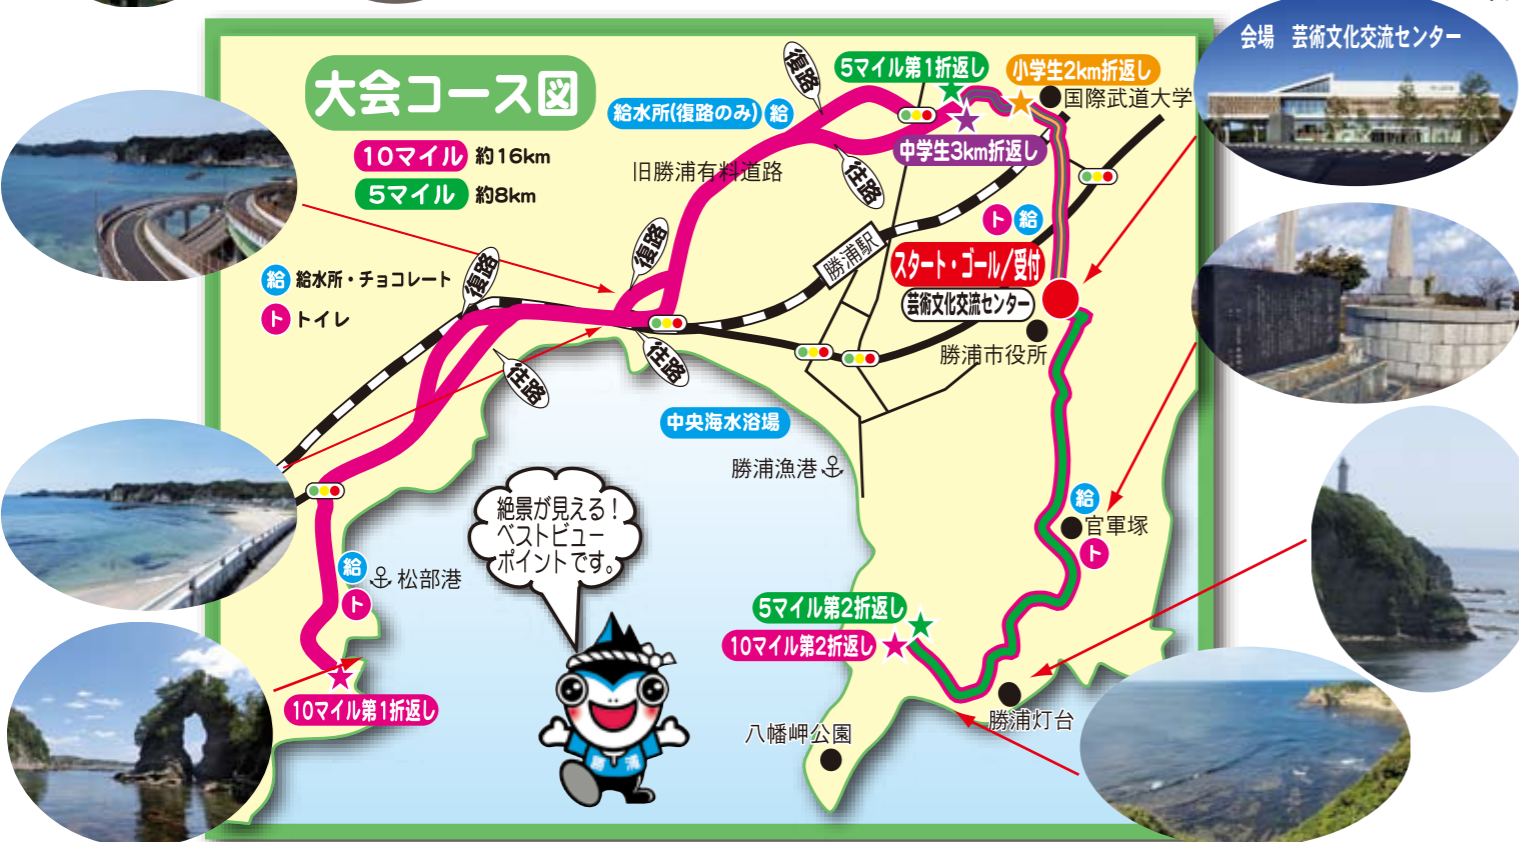 会場 芸術文化交流センター
大会コース図
10マイル 約16km
5マイル 約8km
給 給水所・チョコレート
ト トイレ
復路
5マイル第1折返し
小学生2km折返し
国際武道大学
給水所(復路のみ) 給
中学生3km折返し
旧勝浦有料道路
往路
ト 給
復路
勝浦駅
スタート・ゴール/受付
芸術文化交流センター
復路
勝浦市役所
往路
往路
中央海水浴場
勝浦漁港
絶景が見える!
ベストビュー
ポイントです。
給
官軍塚
ト
給
松部港
ト
5マイル第2折返し
10マイル第2折返し
10マイル第1折返し
勝浦灯台
八幡岬公園
勝浦